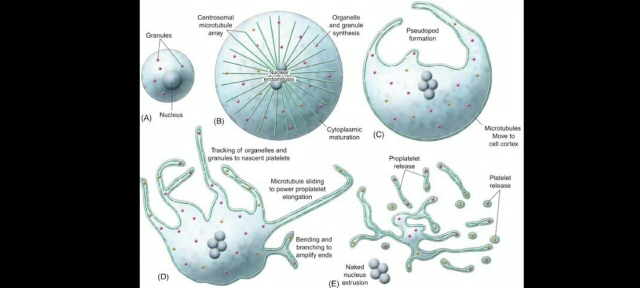 Granules
Nucleus
(A)
Centrosomal
microtubule
array
Organelle
and granule
synthesis
Nuclear
endomitosis
Cytoplasmic
maturation
(B)
Pseudopod
formation
Microtubules
Move to
cell cortex
(C)
Tracking of organelles and
granules to nascent platelets
Microtubule sliding
to power proplatelet
elongation
Bending and
branching to
amplify ends
(D)
Proplatelet
release
Platelet
release
Naked
nucleus
extrusion
(E)